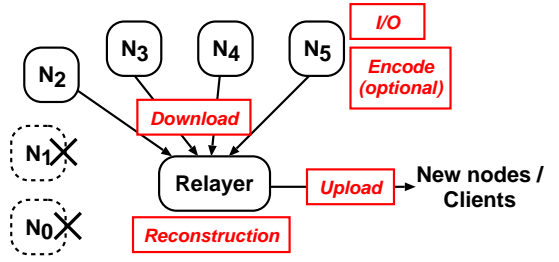 N3
N4
N5
I/O
N2
Encode
(optional)
Download
N1
Relayer
Upload
New nodes /
Clients
N0
Reconstruction